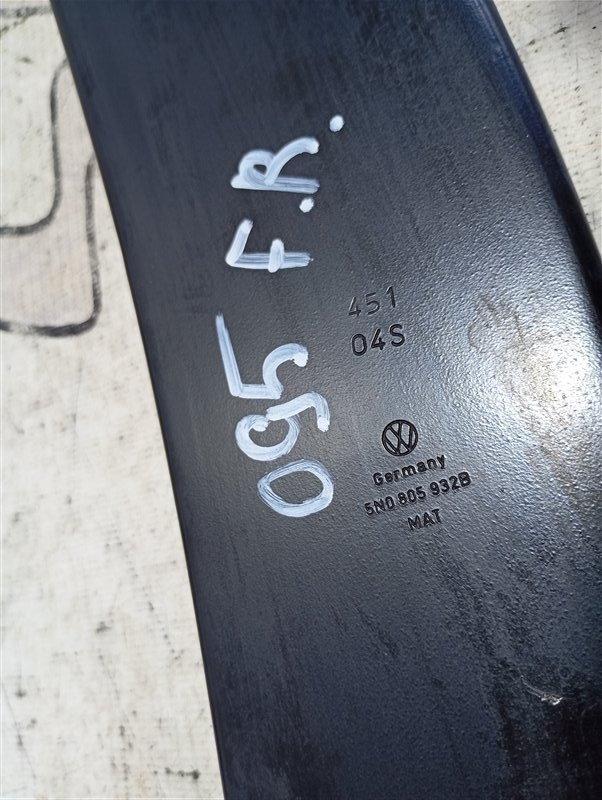 095 F.R.
451
04S
Germany
5N0 805 932B
MAT